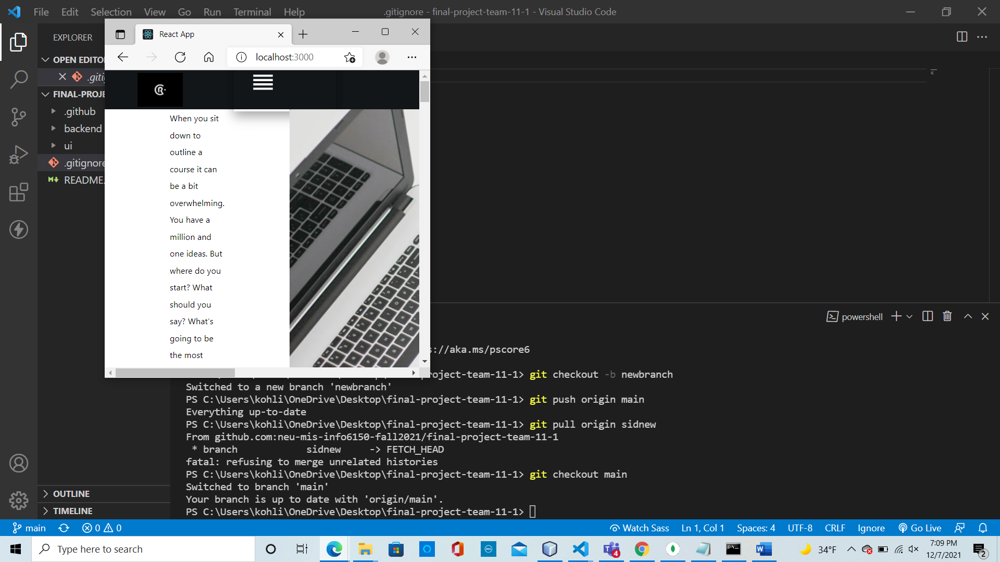 File Edit Selection View Go Run Terminal Help
.gitignore - final-project-team-11-1 - Visual Studio Code
EXPLORER
OPEN EDITO
.giti
FINAL-PROJE
.github
backend
ui
.gitignore
README.
OUTLINE
TIMELINE
React App
localhost:3000
When you sit
down to
outline a
course it can
be a bit
overwhelming.
You have a
million and
one ideas. But
where do you
start? What
should you
say? What's
going to be
the most
powershell
s://aka.ms/pscore6
roject-team-11-1> git checkout -b newbranch
Switched to a new branch 'newbranch'
PS C:\Users\kohli\OneDrive\Desktop\final-project-team-11-1> git push origin main
Everything up-to-date
PS C:\Users\kohli\OneDrive\Desktop\final-project-team-11-1> git pull origin sidnew
From github.com:neu-mis-info6150-fall2021/final-project-team-11-1
* branch sidnew -> FETCH_HEAD
fatal: refusing to merge unrelated histories
PS C:\Users\kohli\OneDrive\Desktop\final-project-team-11-1> git checkout main
Switched to branch 'main'
Your branch is up to date with 'origin/main'.
PS C:\Users\kohli\OneDrive\Desktop\final-project-team-11-1>
main 0 0 Watch Sass Ln 1, Col 1 Spaces: 4 UTF-8 CRLF Ignore Go Live
Type here to search
4
34°F
7:09 PM
12/7/2021
2